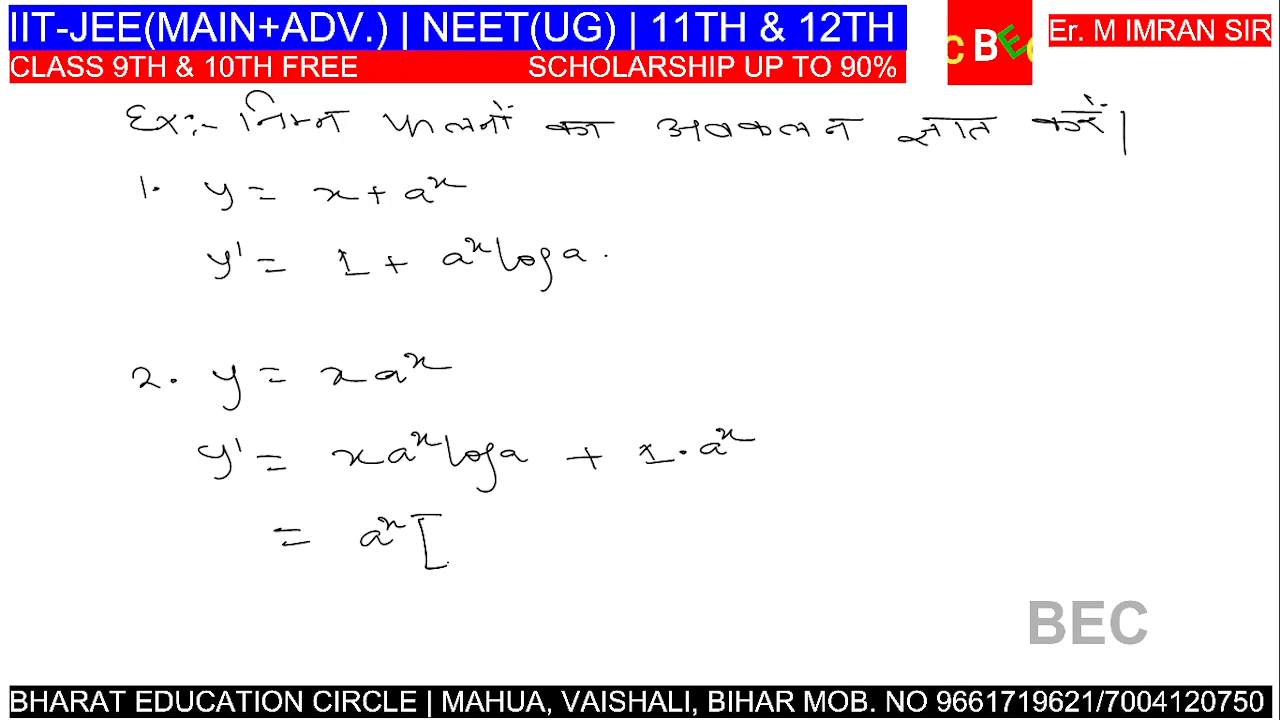 IIT-JEE(MAIN+ADV.) | NEET(UG) | 11TH & 12TH
CLASS 9TH & 10TH FREE SCHOLARSHIP UP TO 90%
C BEC C
Er. M IMRAN SIR
Ex:- निम्न फलनों का अवकलन ज्ञात करें।
1. y = x + aˣ
y' = 1 + aˣ log a.
2. y = x aˣ
y' = x aˣ log a + 1 · aˣ
= aˣ [
BEC
BHARAT EDUCATION CIRCLE | MAHUA, VAISHALI, BIHAR MOB. NO 9661719621/7004120750